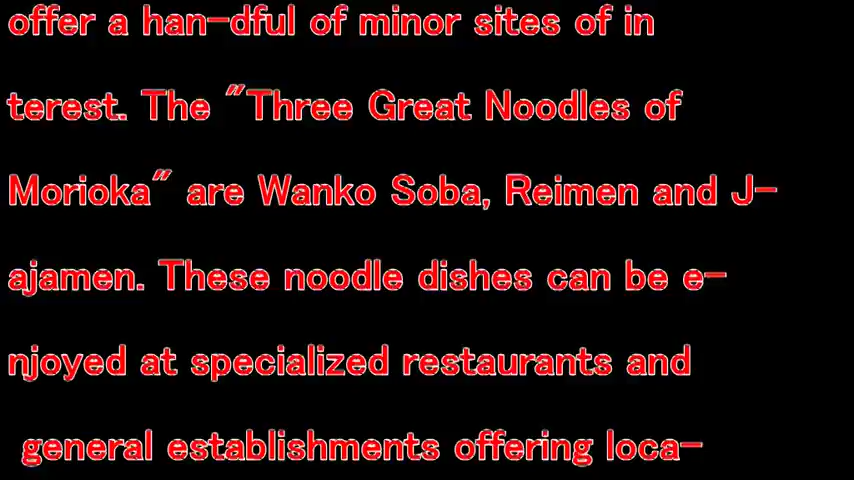 offer a han-dful of minor sites of in
terest. The "Three Great Noodles of
Morioka" are Wanko Soba, Reimen and J-
ajamen. These noodle dishes can be e-
njoyed at specialized restaurants and
general establishments offering loca-